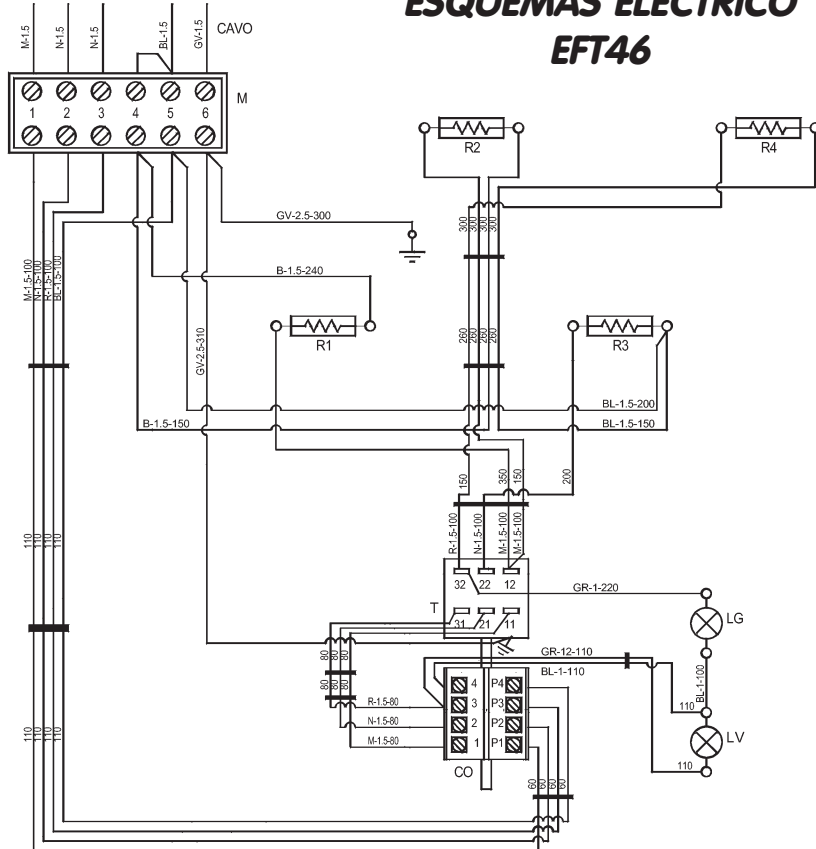 ESQUEMAS ELECTRICO
EFT46
M-1.5
N-1.5
N-1.5
BL-1.5
GV-1.5
CAVO
M
1 2 3 4 5 6
R2
R4
GV-2.5-300
300 300 300 300
B-1.5-240
M-1.5-100
N-1.5-100
R-1.5-100
BL-1.5-100
GV-2.5-310
R1
260 260 260 260
R3
BL-1.5-200
B-1.5-150
BL-1.5-150
150
350
150
200
R-1.5-100
N-1.5-100
M-1.5-100
M-1.5-100
110 110 110 110
32 22 12
T
GR-1-220
31 21 11
LG
80 80 80
GR-12-110
BL-1-110
BL-1-100
80 80 80
4 P4
R-1.5-80
3 P3
110
N-1.5-80
2 P2
M-1.5-80
1 P1
LV
110
CO
110 110 110 110
60 60 60 60